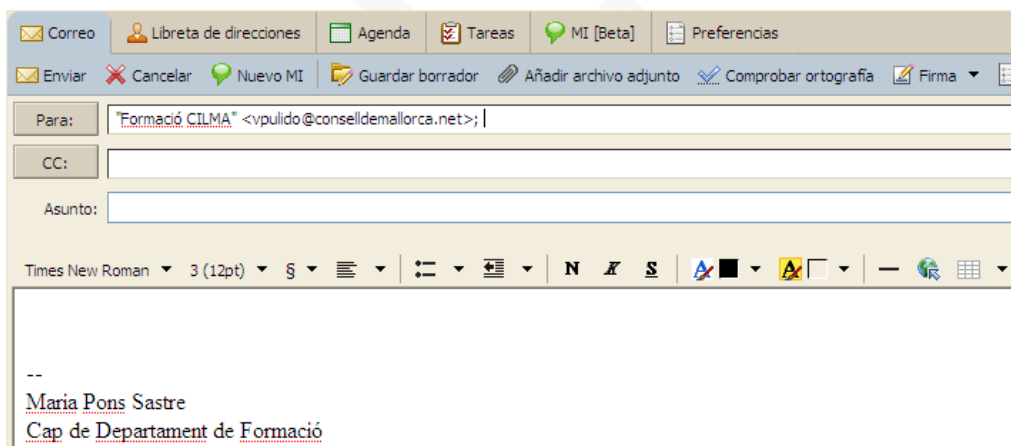 Correo Libreta de direcciones Agenda Tareas MI [Beta] Preferencias
Enviar Cancelar Nuevo MI Guardar borrador Añadir archivo adjunto Comprobar ortografía Firma
Para: "Formació CILMA" <vpulido@conselldemallorca.net>;
CC:
Asunto:
Times New Roman 3 (12pt) § N K S
--
Maria Pons Sastre
Cap de Departament de Formació